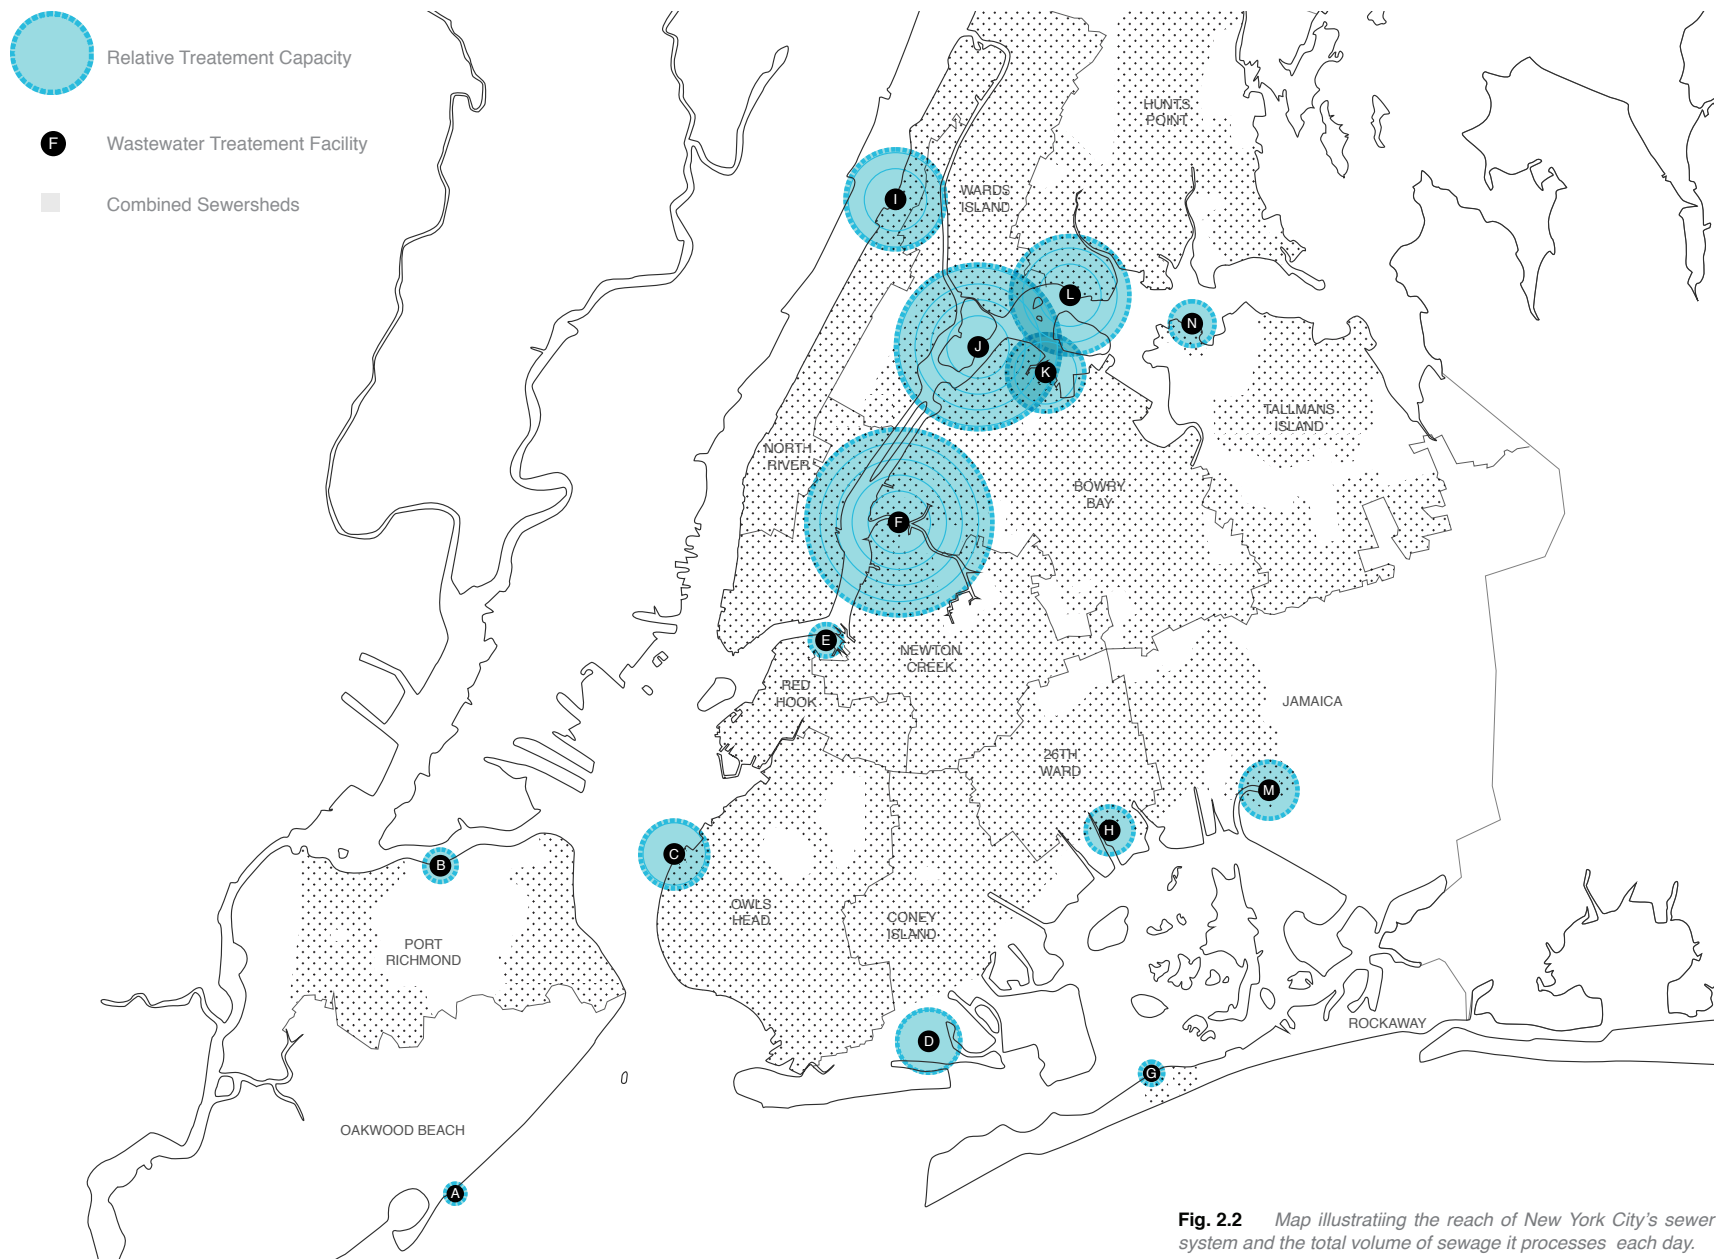 Relative Treatement Capacity
F
Wastewater Treatement Facility
Combined Sewersheds
HUNTS
POINT
WARDS
ISLAND
I
L
N
J
K
TALLMANS
ISLAND
NORTH
RIVER
BOWRY
BAY
F
E
NEWTON
CREEK
RED
HOOK
JAMAICA
26TH
WARD
M
H
C
B
OWLS
HEAD
CONEY
ISLAND
PORT
RICHMOND
ROCKAWAY
D
G
OAKWOOD BEACH
A
Fig. 2.2 Map illustratiing the reach of New York City's sewer
system and the total volume of sewage it processes each day.